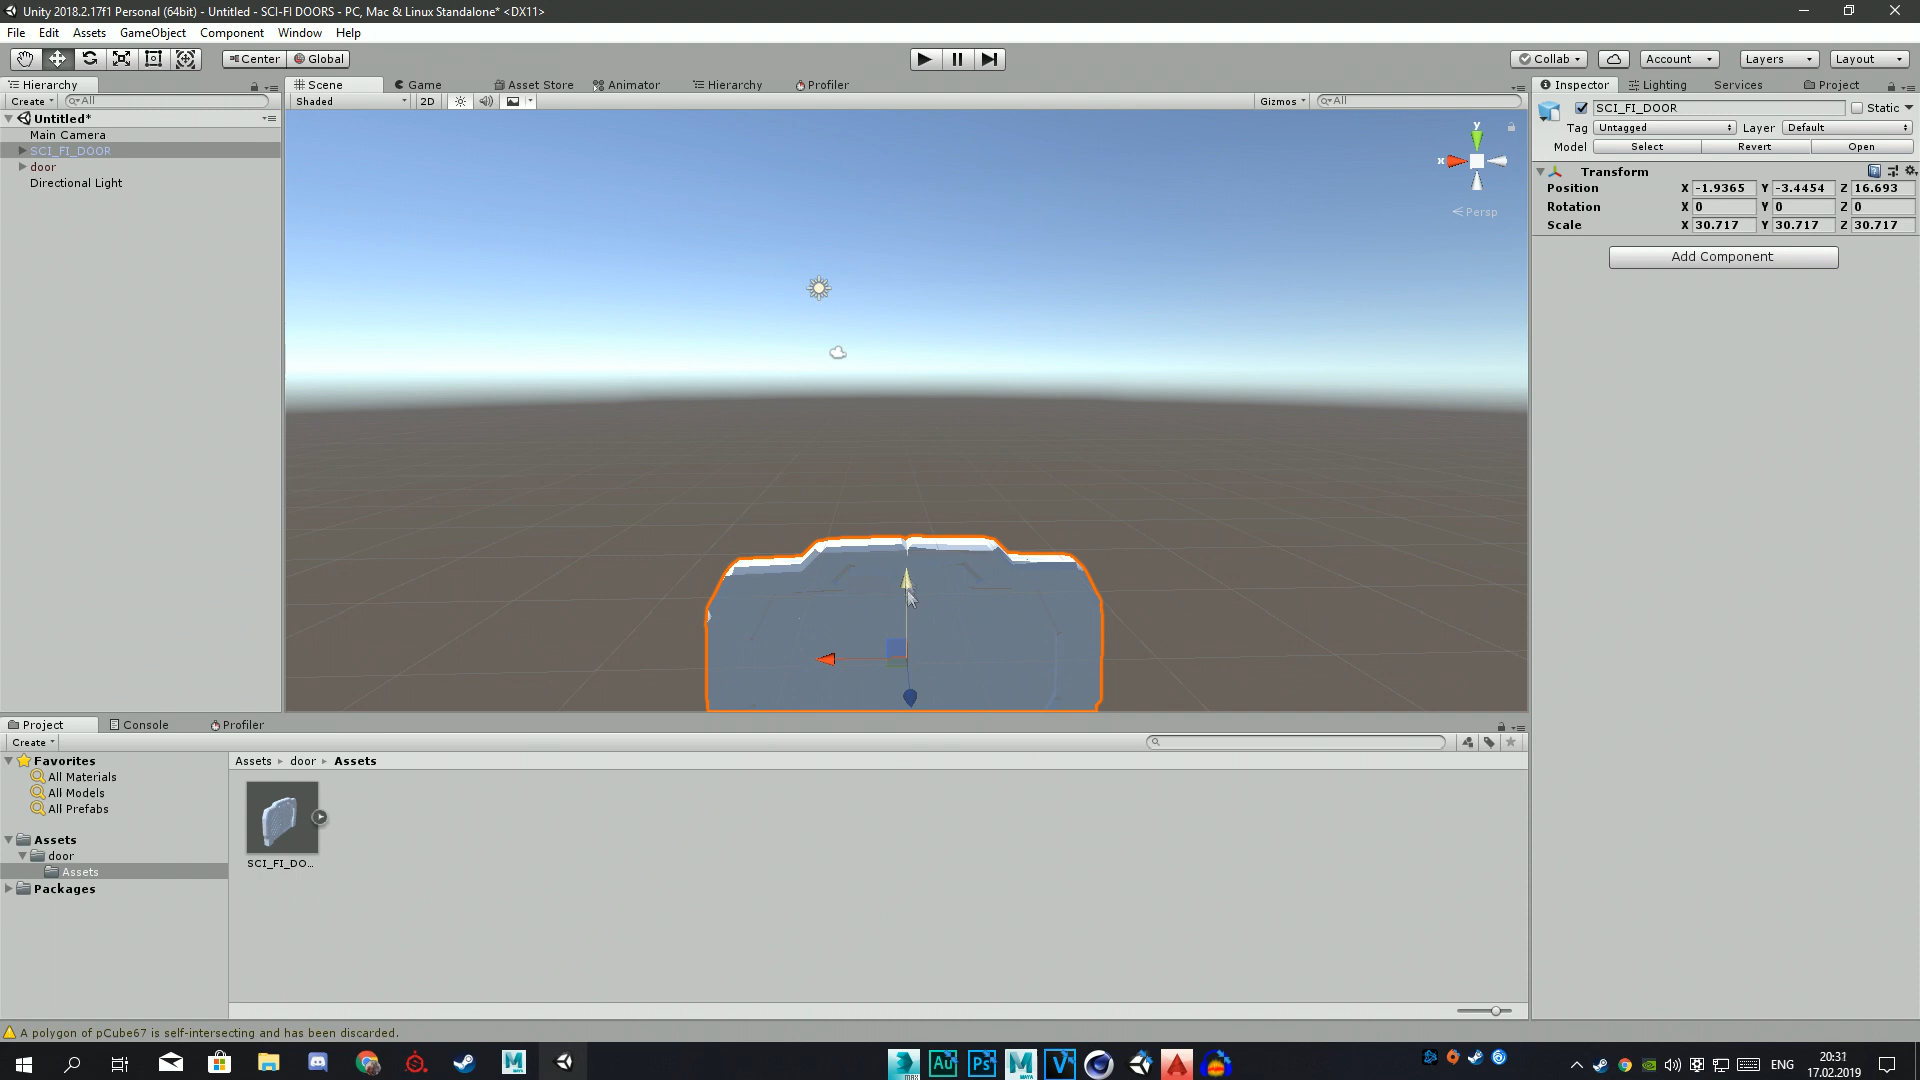 Unity 2018.2.17f1 Personal (64bit) - Untitled - SCI-FI DOORS - PC, Mac & Linux Standalone* <DX11>
File Edit Assets GameObject Component Window Help
Center Global Collab Account Layers Layout
Hierarchy
Create All
Untitled*
Main Camera
SCI_FI_DOOR
door
Directional Light
Scene Game Asset Store Animator Hierarchy Profiler
Shaded 2D Gizmos All
y
x
Persp
Inspector Lighting Services Project
SCI_FI_DOOR Static
Tag Untagged Layer Default
Model Select Revert Open
Transform
Position X -1.9365 Y -3.4454 Z 16.693
Rotation X 0 Y 0 Z 0
Scale X 30.717 Y 30.717 Z 30.717
Add Component
Project Console Profiler
Create
Favorites
All Materials
All Models
All Prefabs
Assets
door
Assets
Packages
Assets door Assets
SCI_FI_DO...
A polygon of pCube67 is self-intersecting and has been discarded.
MAX Au Ps MAYA V A
ENG
20:31
17.02.2019